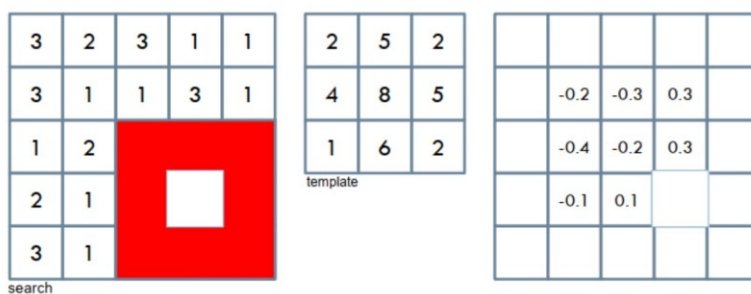 3 2 3 1 1
3 1 1 3 1
1 2
2 1
3 1
search
2 5 2
4 8 5
1 6 2
template
-0.2 -0.3 0.3
-0.4 -0.2 0.3
-0.1 0.1